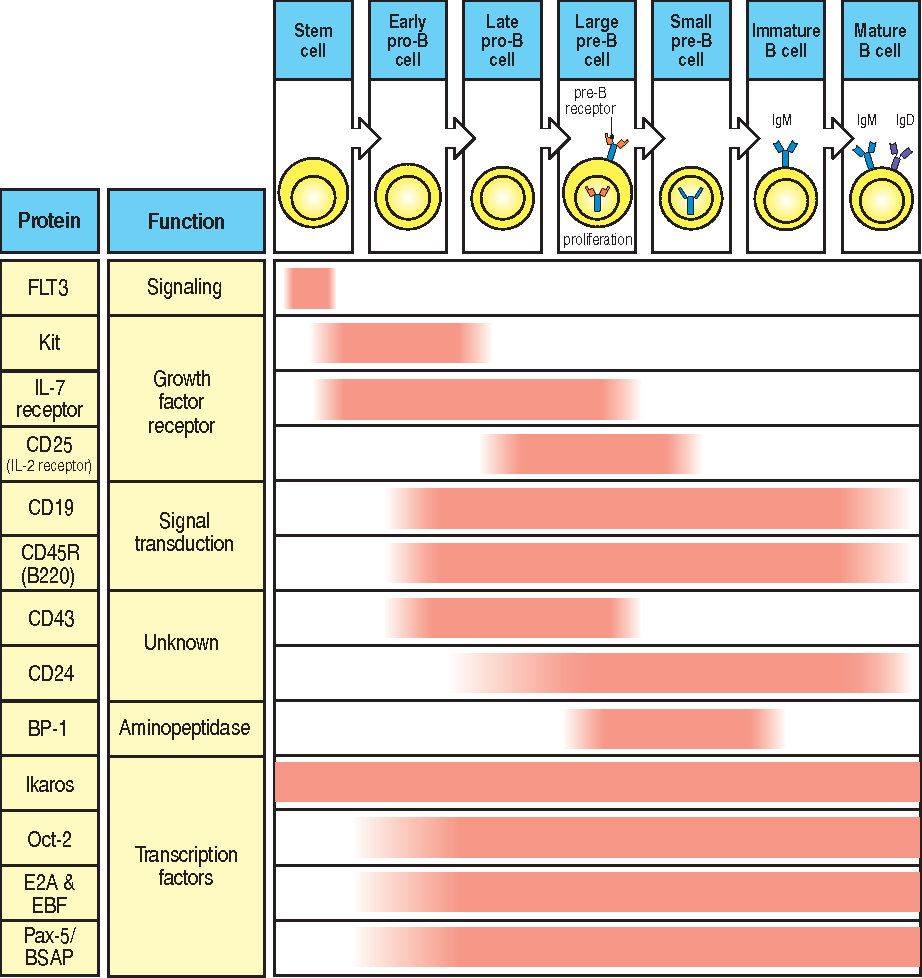 Stem
cell
Early
pro-B
cell
Late
pro-B
cell
Large
pre-B
cell
Small
pre-B
cell
Immature
B cell
Mature
B cell
pre-B
receptor
IgM
IgM
IgD
proliferation
Protein
Function
FLT3
Signaling
Kit
Growth
factor
receptor
IL-7
receptor
CD25
(IL-2 receptor)
CD19
Signal
transduction
CD45R
(B220)
CD43
Unknown
CD24
BP-1
Aminopeptidase
Ikaros
Transcription
factors
Oct-2
E2A &
EBF
Pax-5/
BSAP